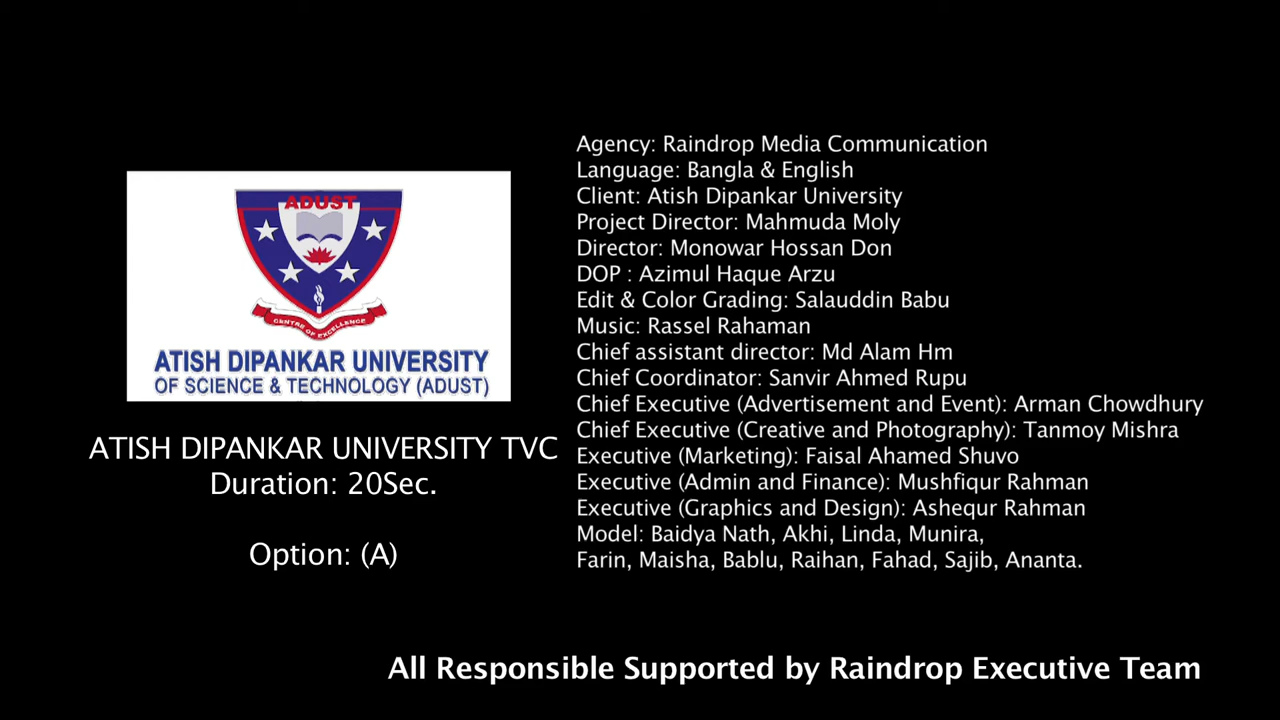 ADUST
CENTRE OF EXCELLENCE
ATISH DIPANKAR UNIVERSITY
OF SCIENCE & TECHNOLOGY (ADUST)
ATISH DIPANKAR UNIVERSITY TVC
Duration: 20Sec.
Option: (A)
Agency: Raindrop Media Communication
Language: Bangla & English
Client: Atish Dipankar University
Project Director: Mahmuda Moly
Director: Monowar Hossan Don
DOP : Azimul Haque Arzu
Edit & Color Grading: Salauddin Babu
Music: Rassel Rahaman
Chief assistant director: Md Alam Hm
Chief Coordinator: Sanvir Ahmed Rupu
Chief Executive (Advertisement and Event): Arman Chowdhury
Chief Executive (Creative and Photography): Tanmoy Mishra
Executive (Marketing): Faisal Ahamed Shuvo
Executive (Admin and Finance): Mushfiqur Rahman
Executive (Graphics and Design): Ashequr Rahman
Model: Baidya Nath, Akhi, Linda, Munira,
Farin, Maisha, Bablu, Raihan, Fahad, Sajib, Ananta.
All Responsible Supported by Raindrop Executive Team